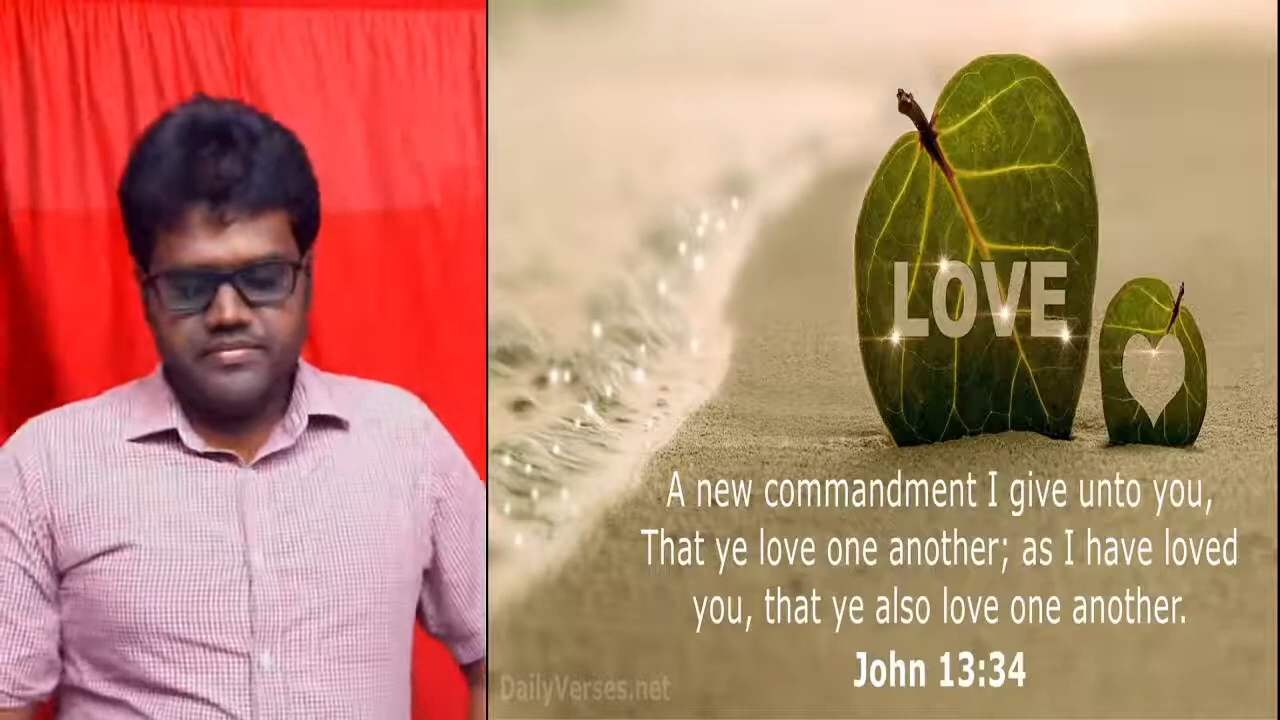 LOVE
A new commandment I give unto you,
That ye love one another; as I have loved
you, that ye also love one another.
John 13:34
DailyVerses.net